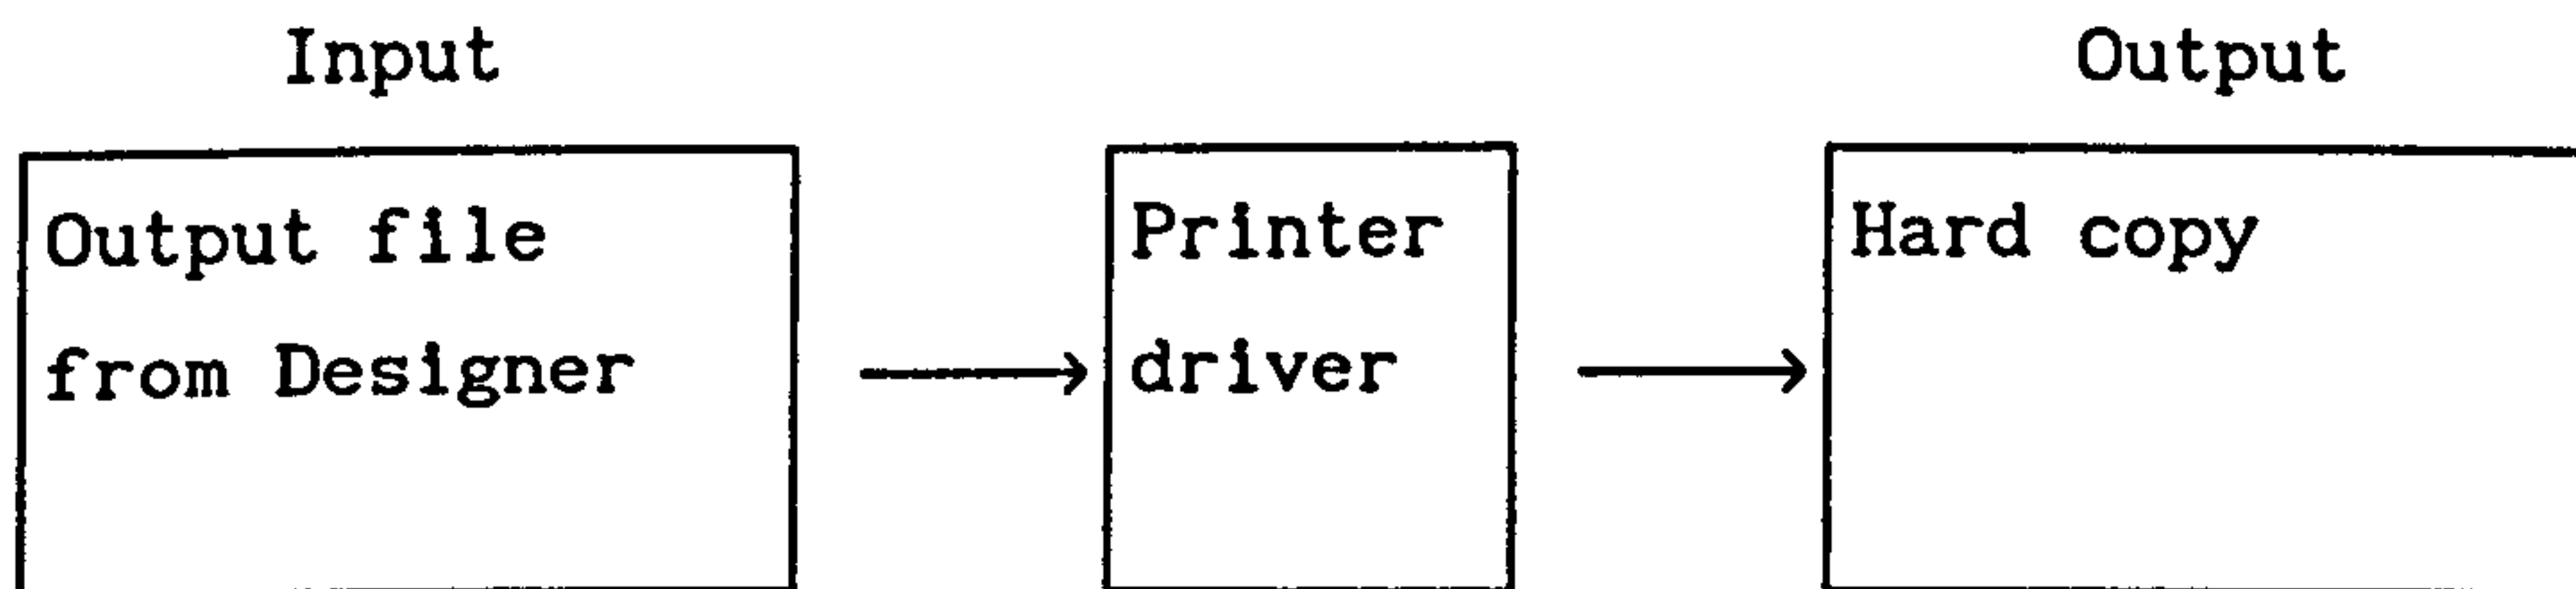 Input
Output
Output file
from Designer
Printer
driver
Hard copy